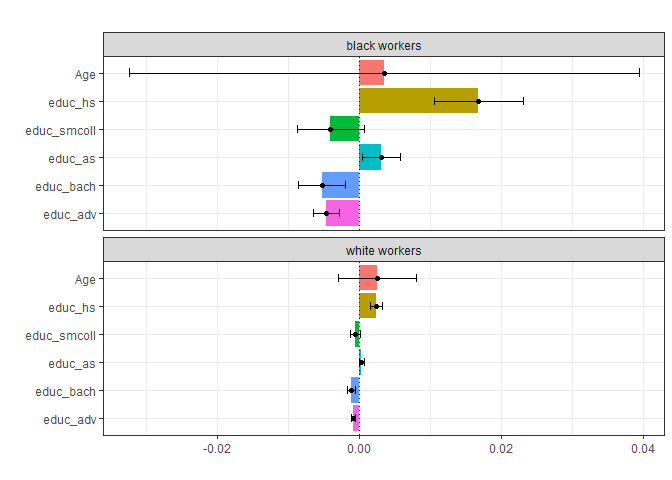 black workers
Age
educ_hs
educ_smcoll
educ_as
educ_bach
educ_adv
white workers
Age
educ_hs
educ_smcoll
educ_as
educ_bach
educ_adv
-0.02 0.00 0.02 0.04